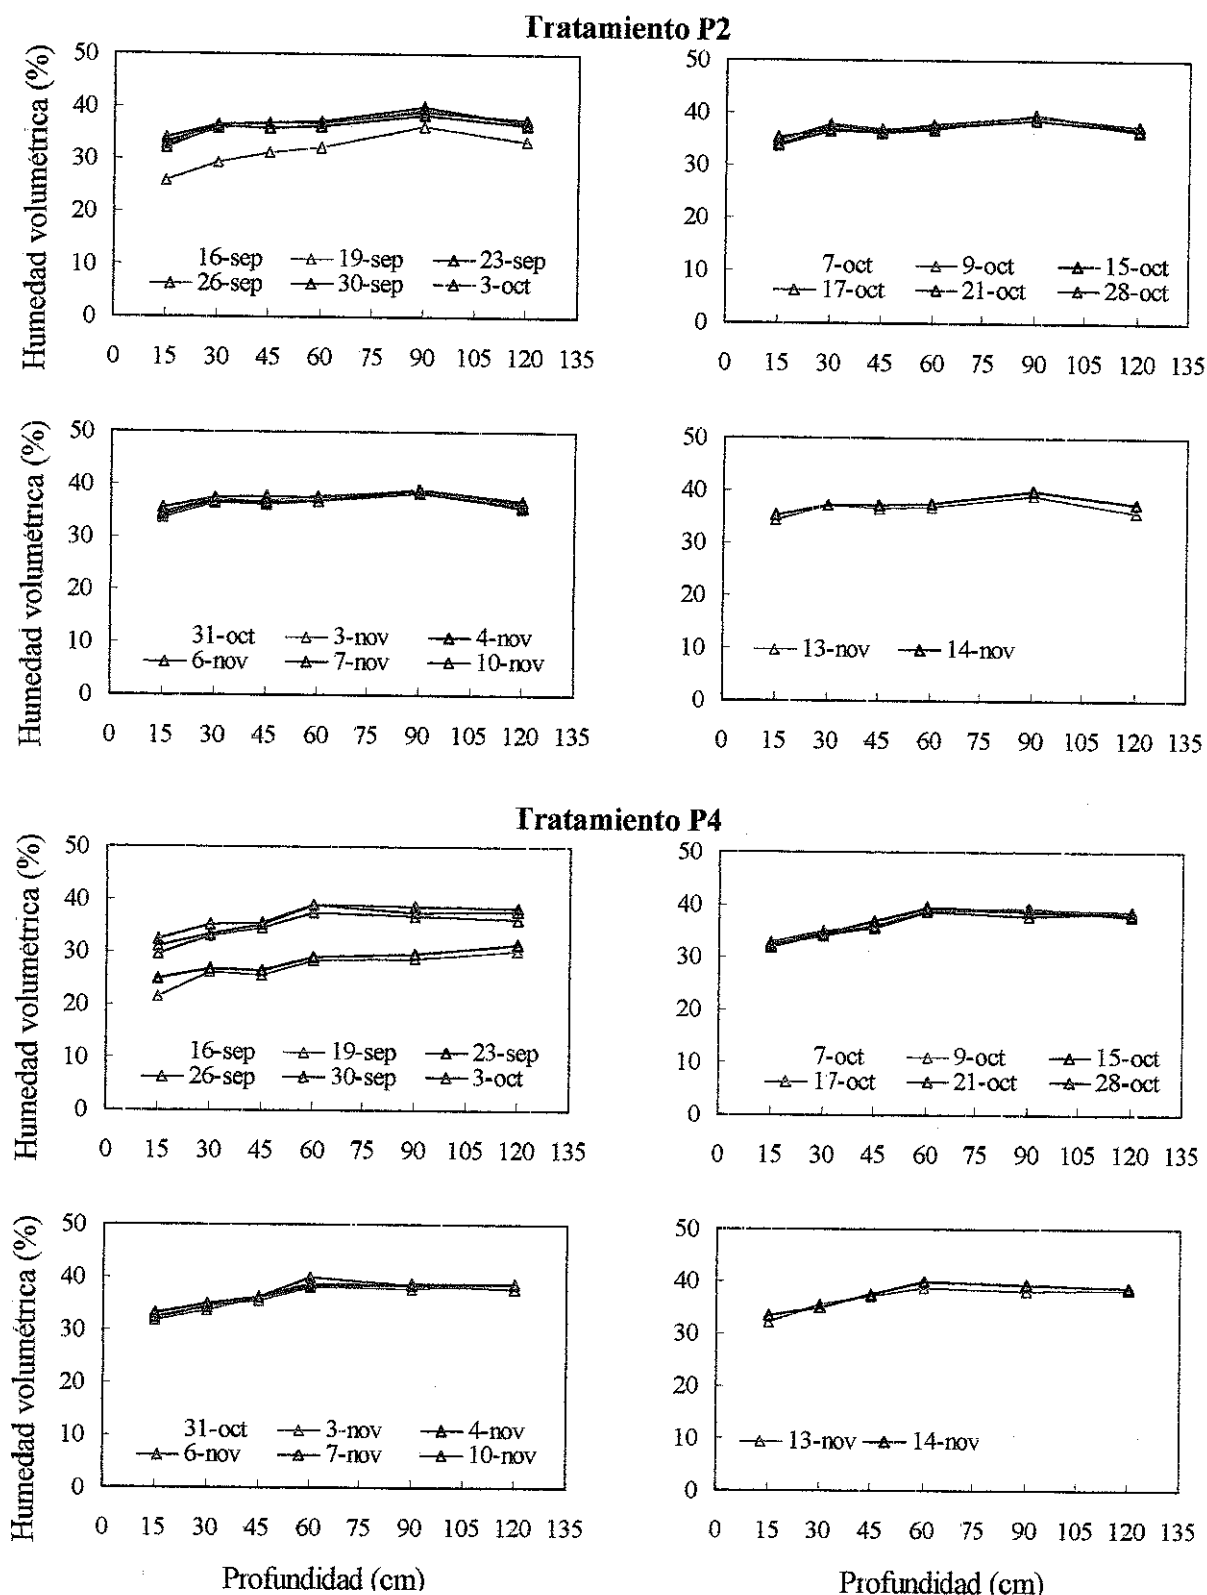 Tratamiento P2
Humedad volumétrica (%)
50
40
30
20
10
0
16-sep 19-sep 23-sep
26-sep 30-sep 3-oct
0 15 30 45 60 75 90 105 120 135
50
40
30
20
10
0
7-oct 9-oct 15-oct
17-oct 21-oct 28-oct
0 15 30 45 60 75 90 105 120 135
Humedad volumétrica (%)
50
40
30
20
10
0
31-oct 3-nov 4-nov
6-nov 7-nov 10-nov
0 15 30 45 60 75 90 105 120 135
50
40
30
20
10
0
13-nov 14-nov
0 15 30 45 60 75 90 105 120 135
Tratamiento P4
Humedad volumétrica (%)
50
40
30
20
10
0
16-sep 19-sep 23-sep
26-sep 30-sep 3-oct
0 15 30 45 60 75 90 105 120 135
50
40
30
20
10
0
7-oct 9-oct 15-oct
17-oct 21-oct 28-oct
0 15 30 45 60 75 90 105 120 135
Humedad volumétrica (%)
50
40
30
20
10
0
31-oct 3-nov 4-nov
6-nov 7-nov 10-nov
0 15 30 45 60 75 90 105 120 135
Profundidad (cm)
50
40
30
20
10
0
13-nov 14-nov
0 15 30 45 60 75 90 105 120 135
Profundidad (cm)